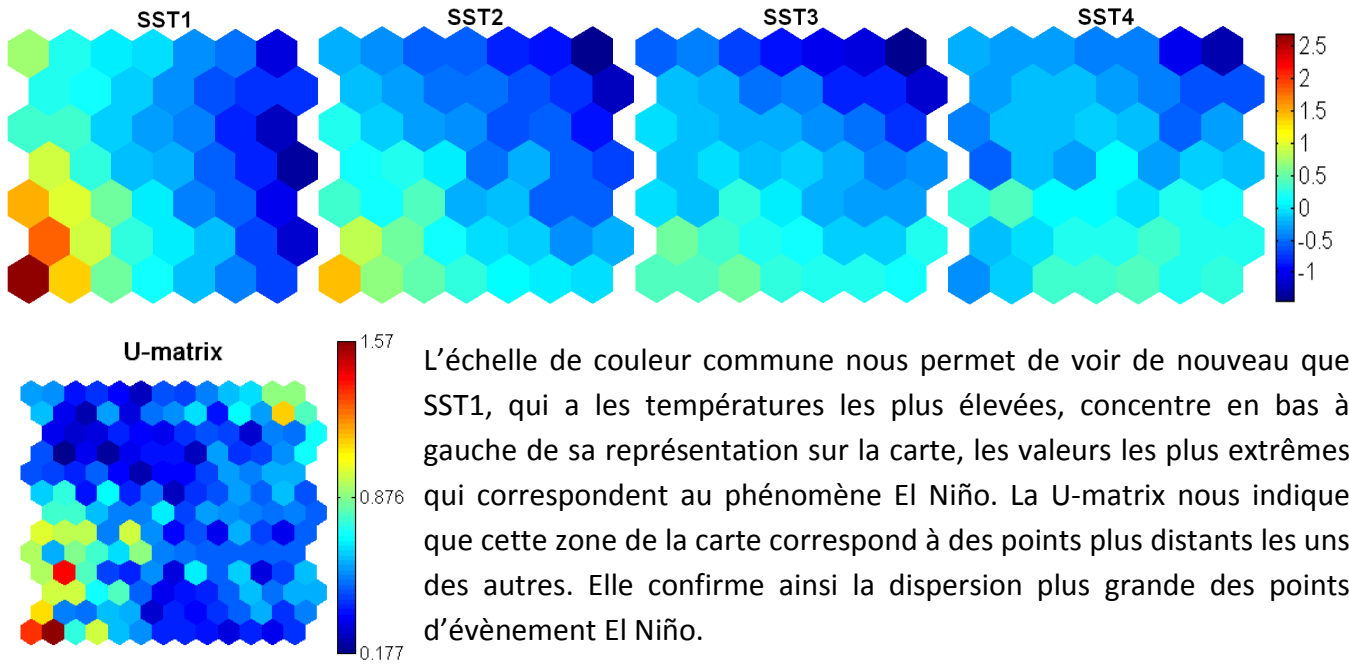 SST1
SST2
SST3
SST4
2.5
2
1.5
1
0.5
0
-0.5
-1
U-matrix
1.57
0.876
0.177
L’échelle de couleur commune nous permet de voir de nouveau que
SST1, qui a les températures les plus élevées, concentre en bas à
gauche de sa représentation sur la carte, les valeurs les plus extrêmes
qui correspondent au phénomène El Niño. La U-matrix nous indique
que cette zone de la carte correspond à des points plus distants les uns
des autres. Elle confirme ainsi la dispersion plus grande des points
d’évènement El Niño.